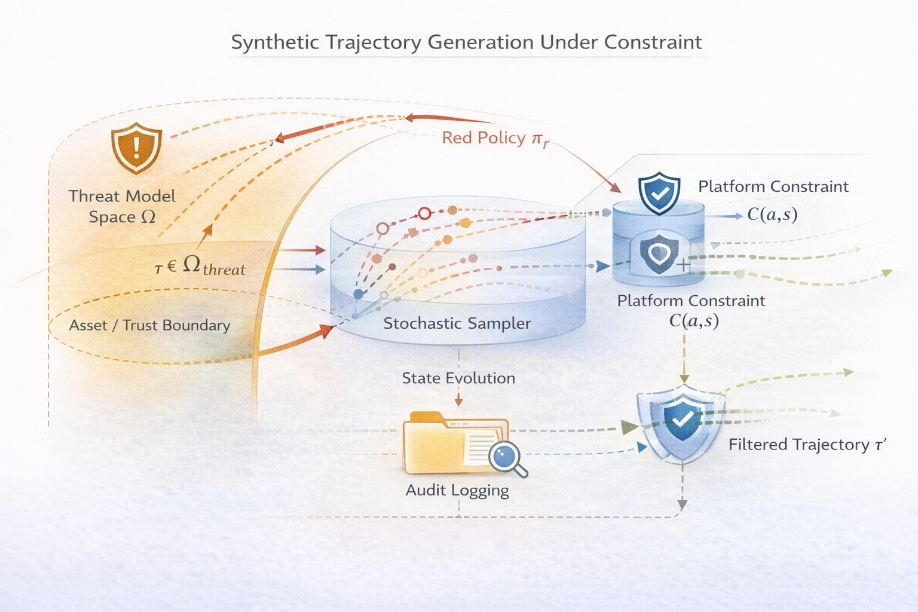 Synthetic Trajectory Generation Under Constraint
Red Policy πr
Threat Model
Space Ω
Platform Constraint
C(a,s)
τ € Ωthreat
Platform Constraint
C(a,s)
Asset / Trust Boundary
Stochastic Sampler
State Evolution
Filtered Trajectory τ′
Audit Logging